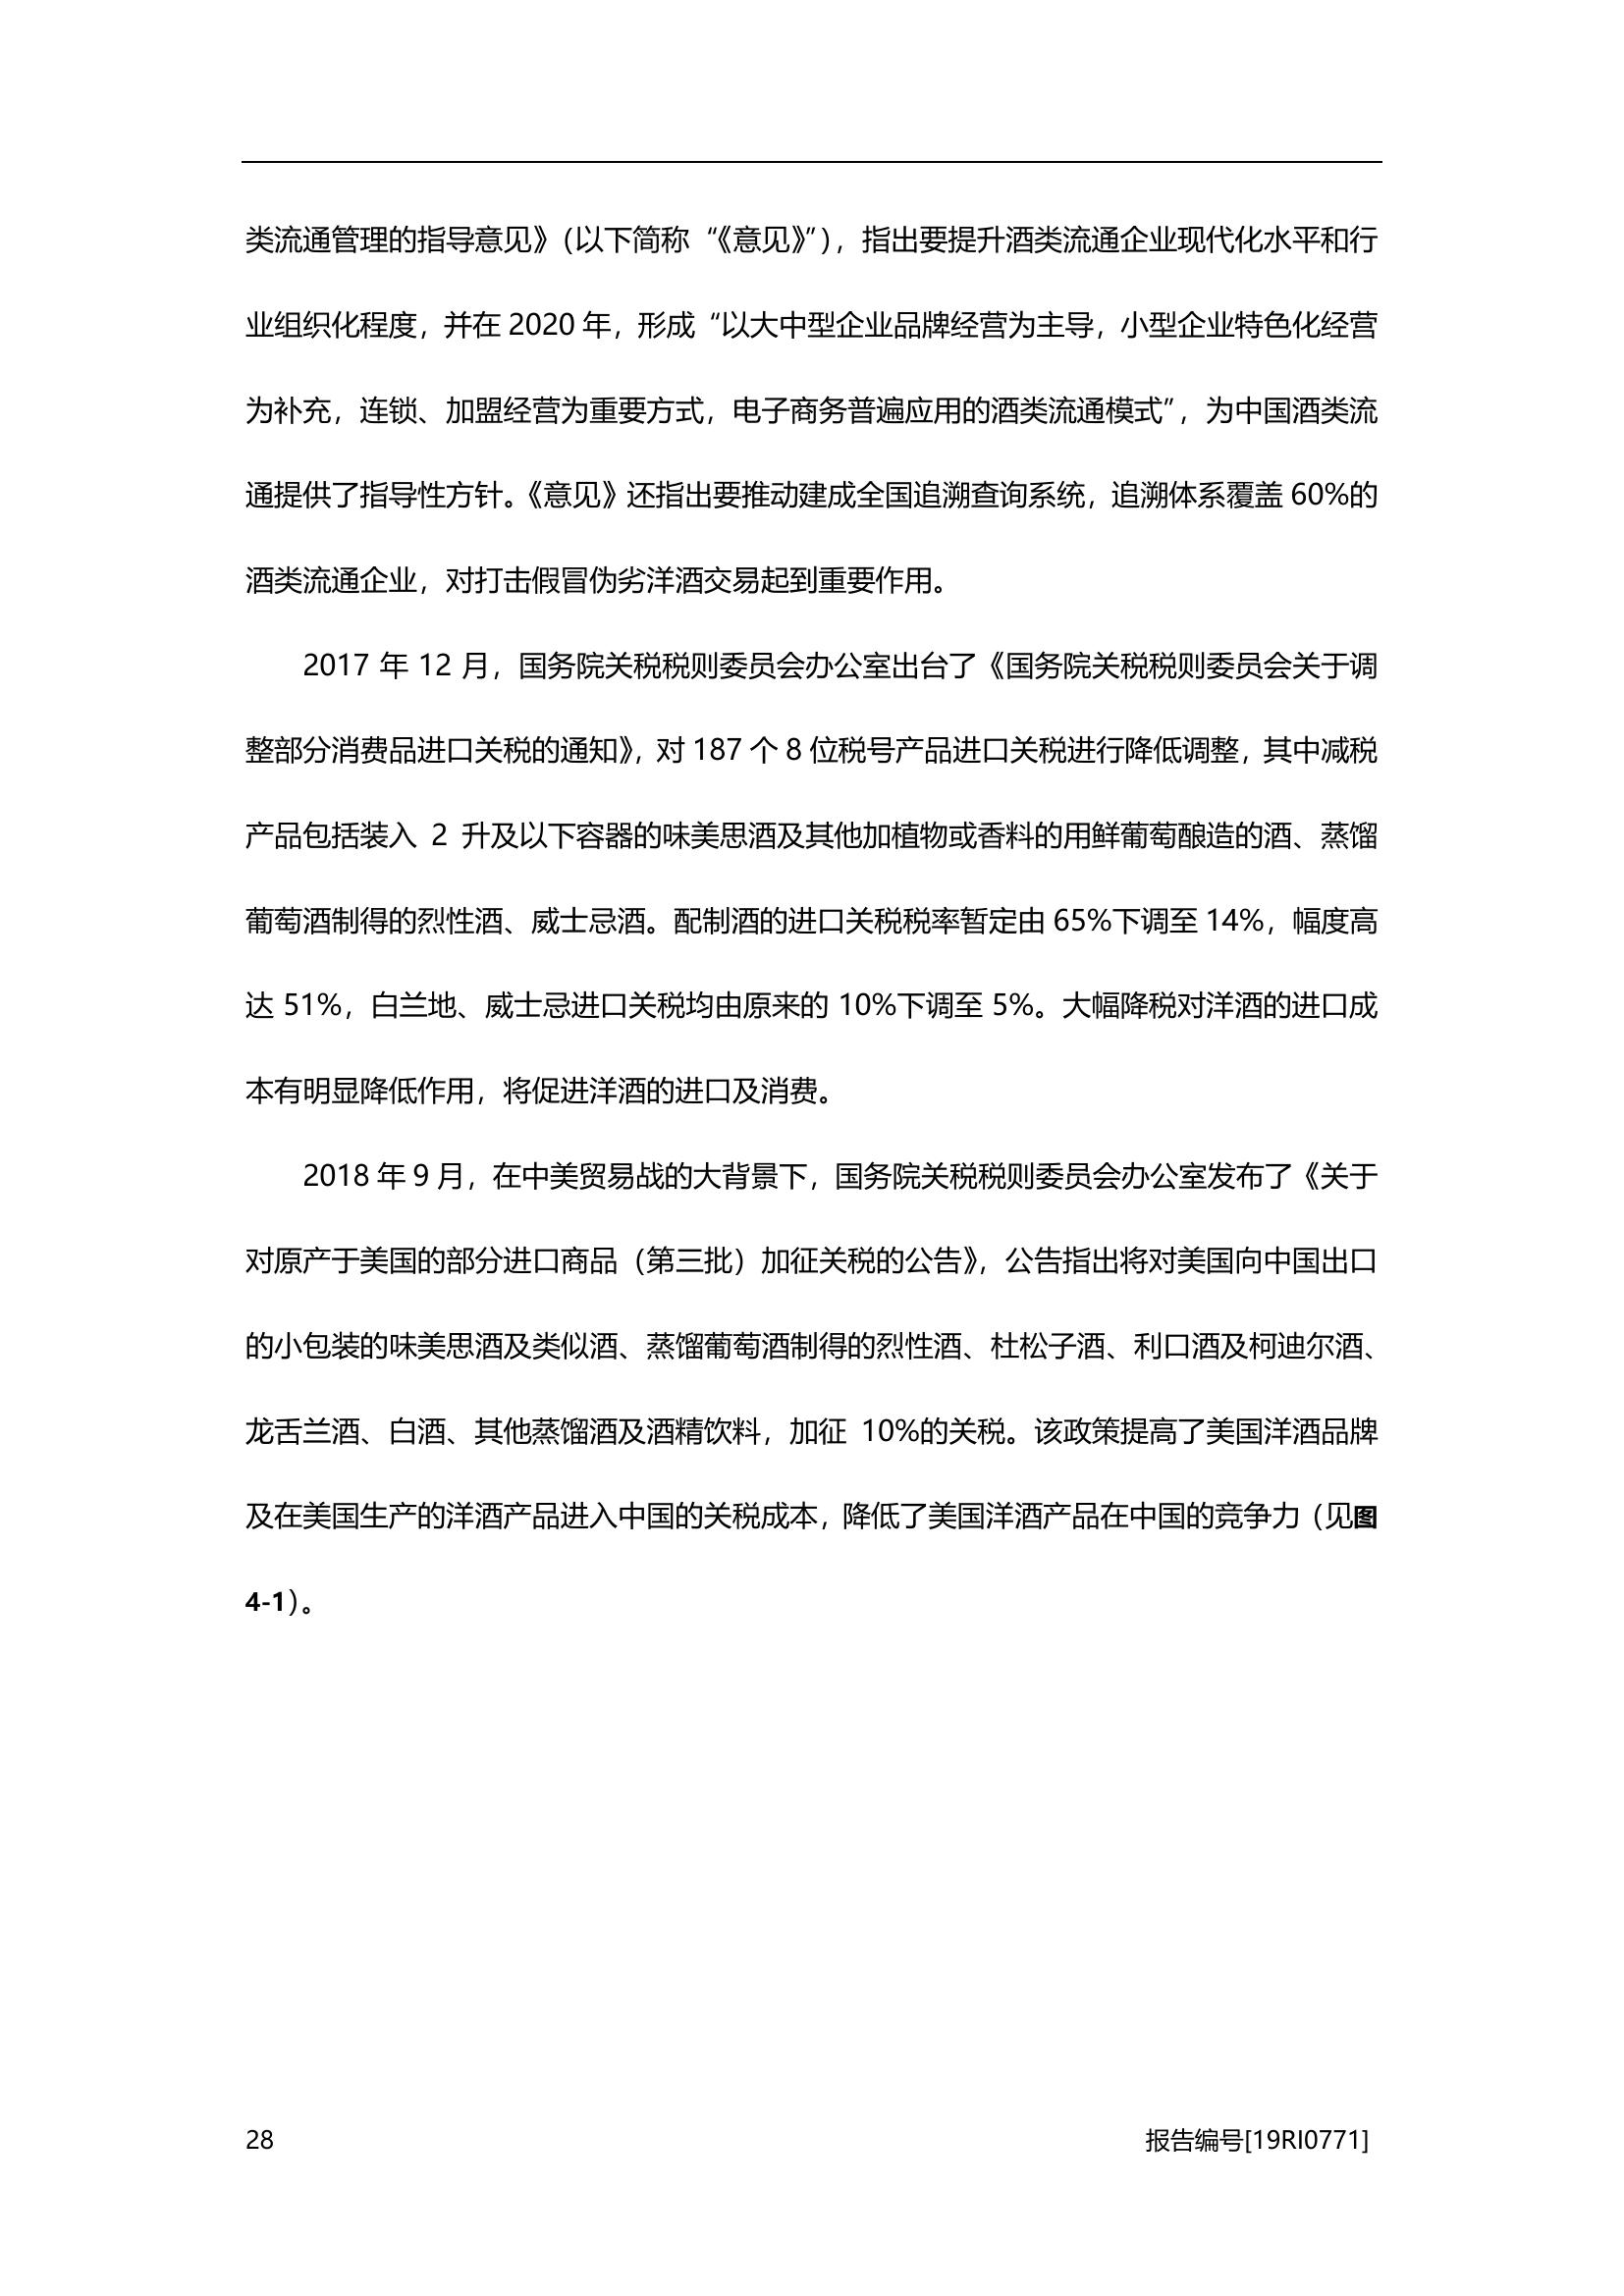 类流通管理的指导意见》（以下简称“《意见》”），指出要提升酒类流通企业现代化水平和行
业组织化程度，并在 2020 年，形成“以大中型企业品牌经营为主导，小型企业特色化经营
为补充，连锁、加盟经营为重要方式，电子商务普遍应用的酒类流通模式”，为中国酒类流
通提供了指导性方针。《意见》还指出要推动建成全国追溯查询系统，追溯体系覆盖 60%的
酒类流通企业，对打击假冒伪劣洋酒交易起到重要作用。
2017 年 12 月，国务院关税税则委员会办公室出台了《国务院关税税则委员会关于调
整部分消费品进口关税的通知》，对 187 个 8 位税号产品进口关税进行降低调整，其中减税
产品包括装入 2 升及以下容器的味美思酒及其他加植物或香料的用鲜葡萄酿造的酒、蒸馏
葡萄酒制得的烈性酒、威士忌酒。配制酒的进口关税税率暂定由 65%下调至 14%，幅度高
达 51%，白兰地、威士忌进口关税均由原来的 10%下调至 5%。大幅降税对洋酒的进口成
本有明显降低作用，将促进洋酒的进口及消费。
2018 年 9 月，在中美贸易战的大背景下，国务院关税税则委员会办公室发布了《关于
对原产于美国的部分进口商品（第三批）加征关税的公告》，公告指出将对美国向中国出口
的小包装的味美思酒及类似酒、蒸馏葡萄酒制得的烈性酒、杜松子酒、利口酒及柯迪尔酒、
龙舌兰酒、白酒、其他蒸馏酒及酒精饮料，加征 10%的关税。该政策提高了美国洋酒品牌
及在美国生产的洋酒产品进入中国的关税成本，降低了美国洋酒产品在中国的竞争力（见图
4-1）。
28 报告编号[19RI0771]